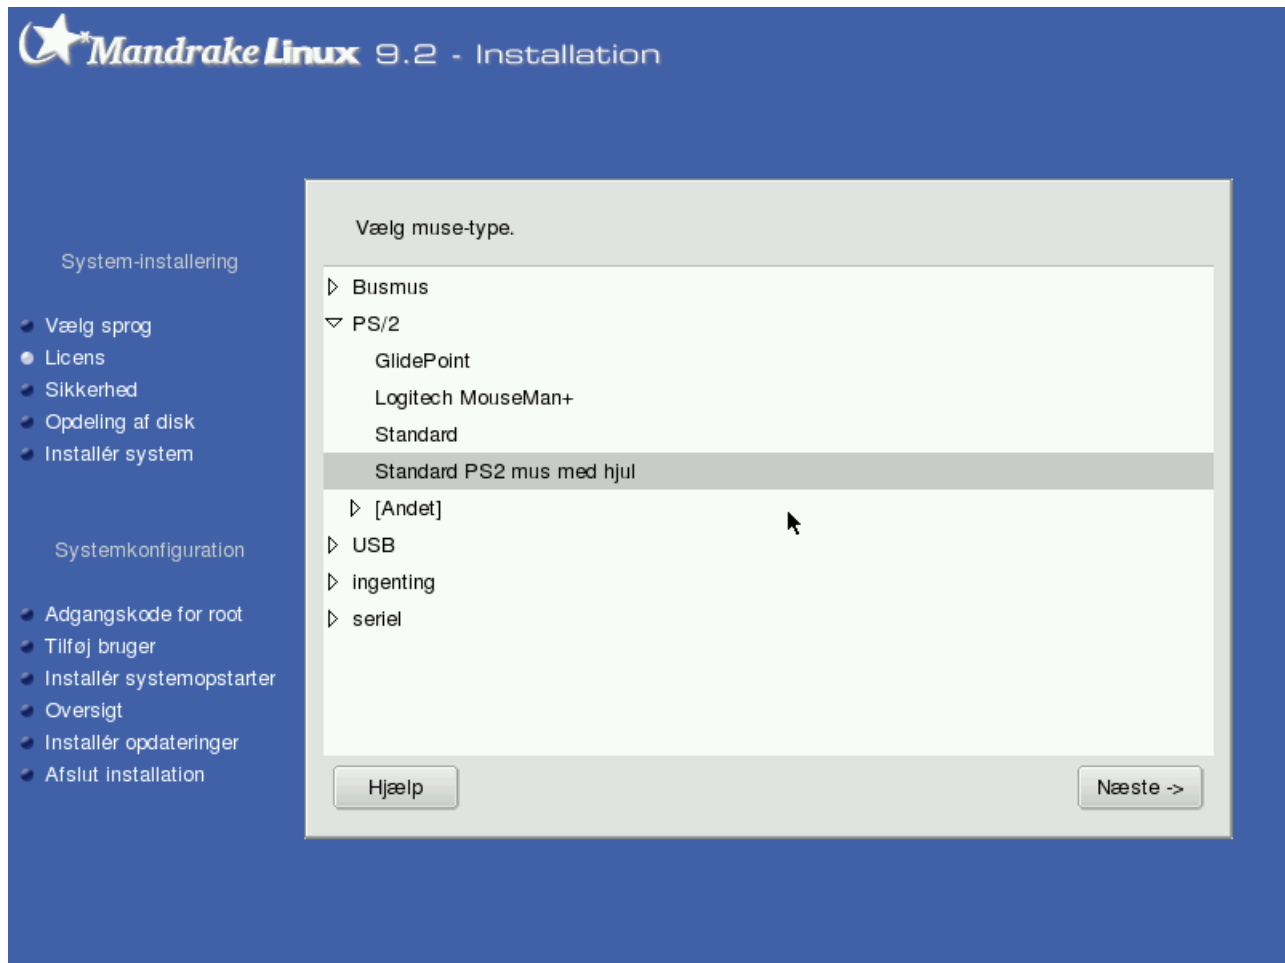 Mandrake Linux 9.2 - Installation
System-installering
Vælg sprog
Licens
Sikkerhed
Opdeling af disk
Installér system
Systemkonfiguration
Adgangskode for root
Tilføj bruger
Installér systemopstarter
Oversigt
Installér opdateringer
Afslut installation
Vælg muse-type.
Busmus
PS/2
GlidePoint
Logitech MouseMan+
Standard
Standard PS2 mus med hjul
[Andet]
USB
ingenting
seriel
Hjælp
Næste ->